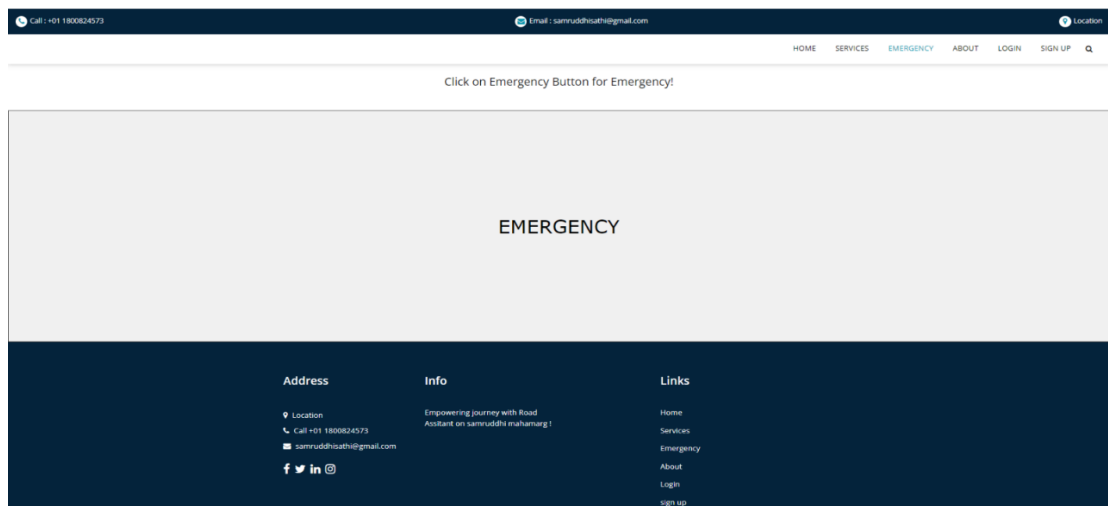 Call : +01 1800824573
Email : samruddhisathi@gmail.com
Location
HOME SERVICES EMERGENCY ABOUT LOGIN SIGN UP
Click on Emergency Button for Emergency!
EMERGENCY
Address
Location
Call +01 1800824573
samruddhisathi@gmail.com
Info
Empowering journey with Road
Assitant on samruddhi mahamarg !
Links
Home
Services
Emergency
About
Login
sign up